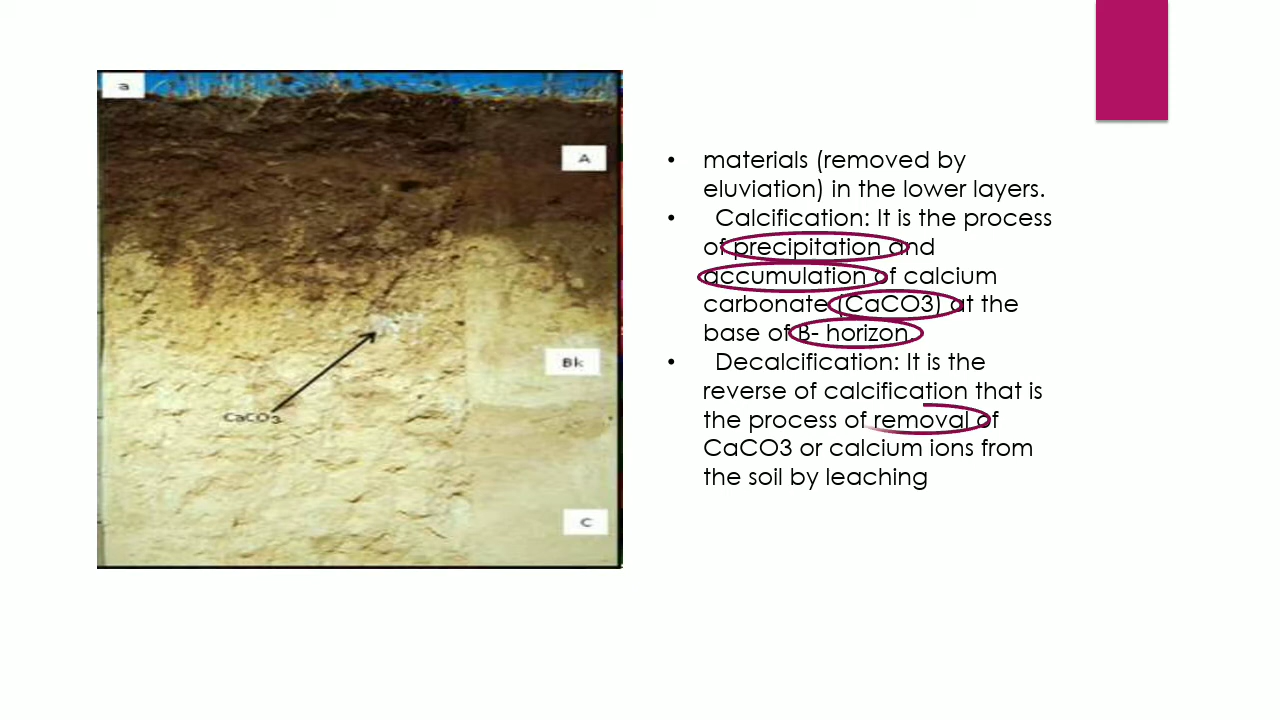 a
A
Bk
CaCO3
C
materials (removed by
eluviation) in the lower layers.
Calcification: It is the process
of precipitation and
accumulation of calcium
carbonate (CaCO3) at the
base of B- horizon.
Decalcification: It is the
reverse of calcification that is
the process of removal of
CaCO3 or calcium ions from
the soil by leaching